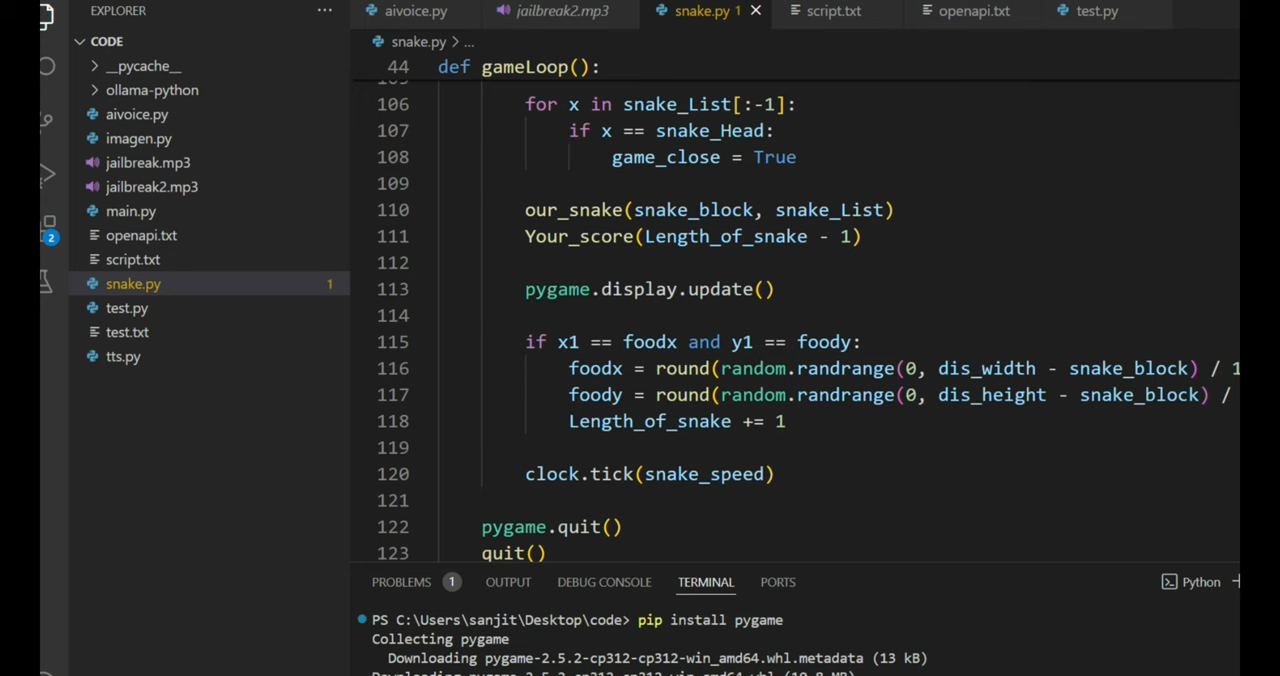 EXPLORER ...
CODE
__pycache__
ollama-python
aivoice.py
imagen.py
jailbreak.mp3
jailbreak2.mp3
main.py
openapi.txt
script.txt
snake.py 1
test.py
test.txt
tts.py
2
aivoice.py jailbreak2.mp3 snake.py 1 script.txt openapi.txt test.py
snake.py > ...
44 def gameLoop():
106 for x in snake_List[:-1]:
107 if x == snake_Head:
108 game_close = True
109
110 our_snake(snake_block, snake_List)
111 Your_score(Length_of_snake - 1)
112
113 pygame.display.update()
114
115 if x1 == foodx and y1 == foody:
116 foodx = round(random.randrange(0, dis_width - snake_block) / 1
117 foody = round(random.randrange(0, dis_height - snake_block) /
118 Length_of_snake += 1
119
120 clock.tick(snake_speed)
121
122 pygame.quit()
123 quit()
PROBLEMS 1 OUTPUT DEBUG CONSOLE TERMINAL PORTS Python
PS C:\Users\sanjit\Desktop\code> pip install pygame
Collecting pygame
Downloading pygame-2.5.2-cp312-cp312-win_amd64.whl.metadata (13 kB)